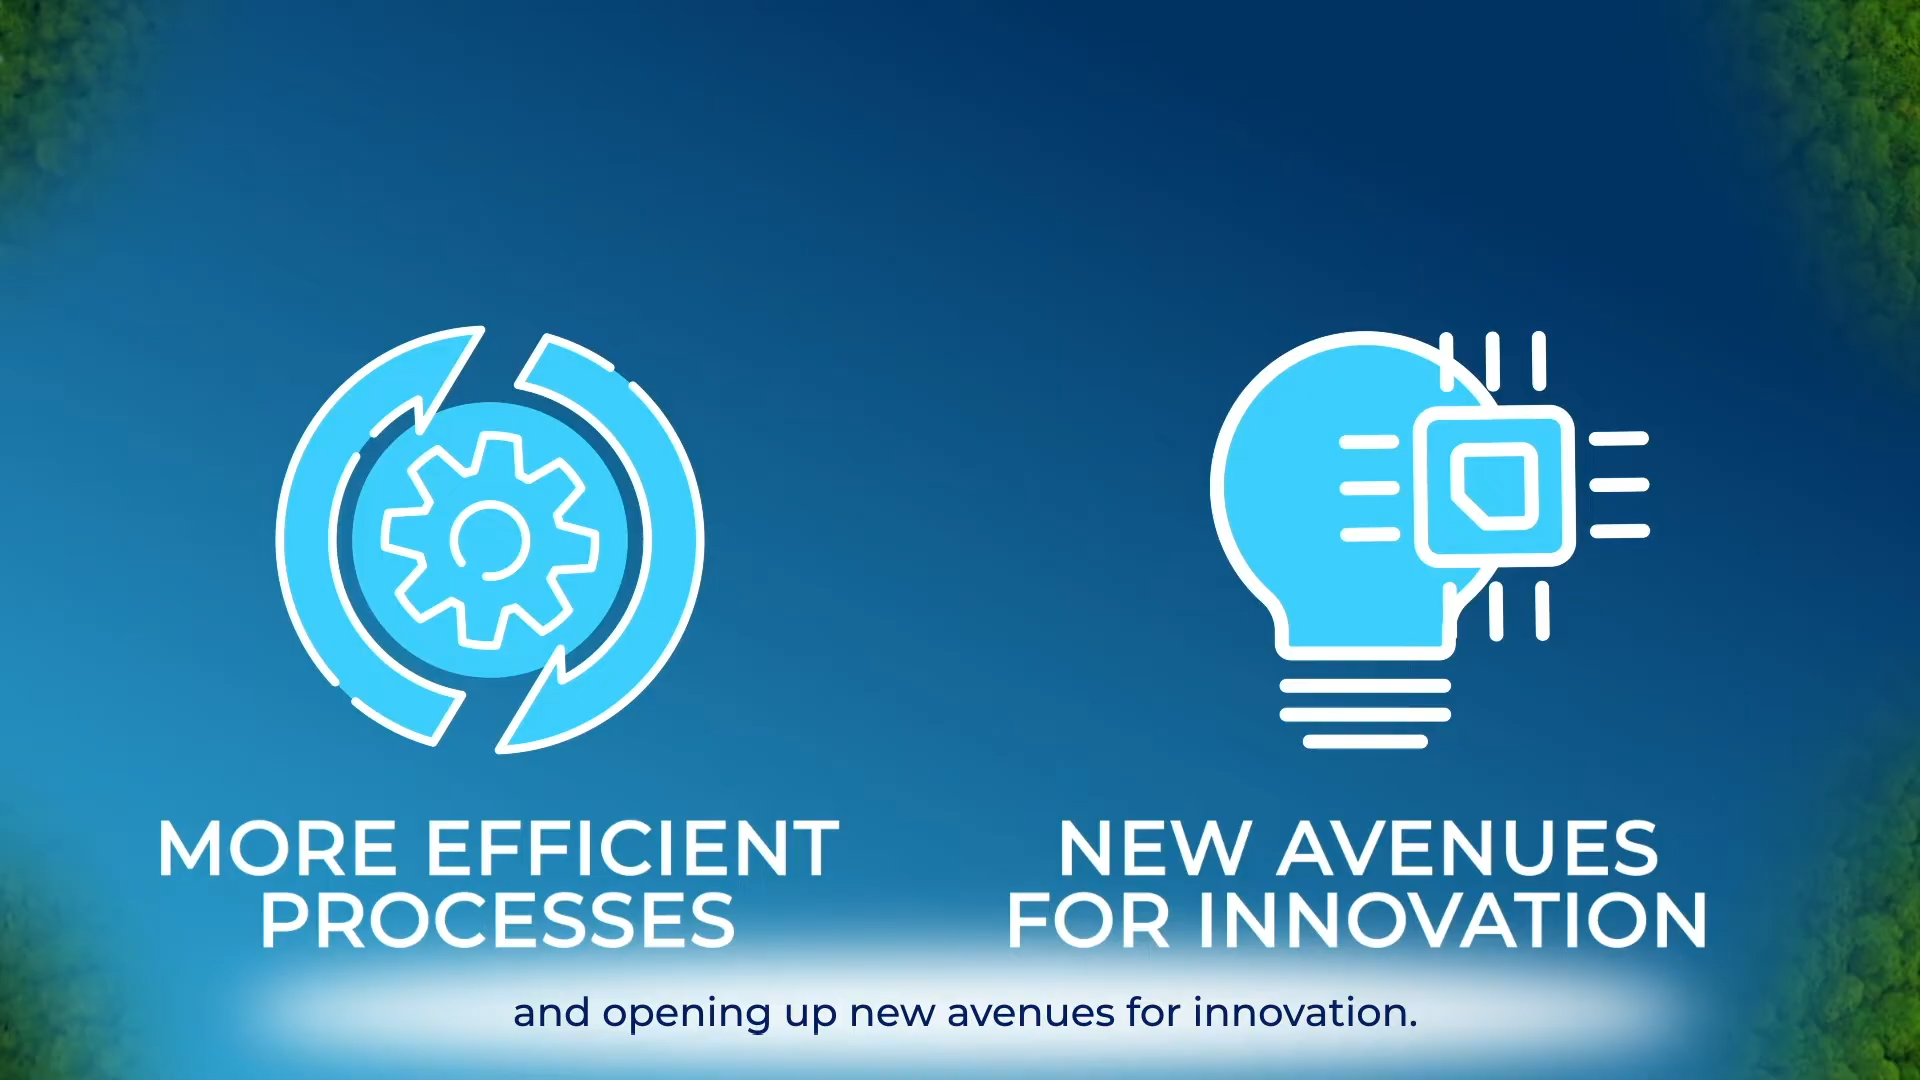 MORE EFFICIENT
PROCESSES
NEW AVENUES
FOR INNOVATION
and opening up new avenues for innovation.